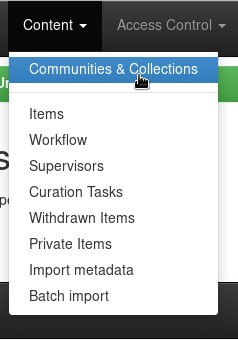 Content Access Control
Communities & Collections
Items
Workflow
Supervisors
Curation Tasks
Withdrawn Items
Private Items
Import metadata
Batch import